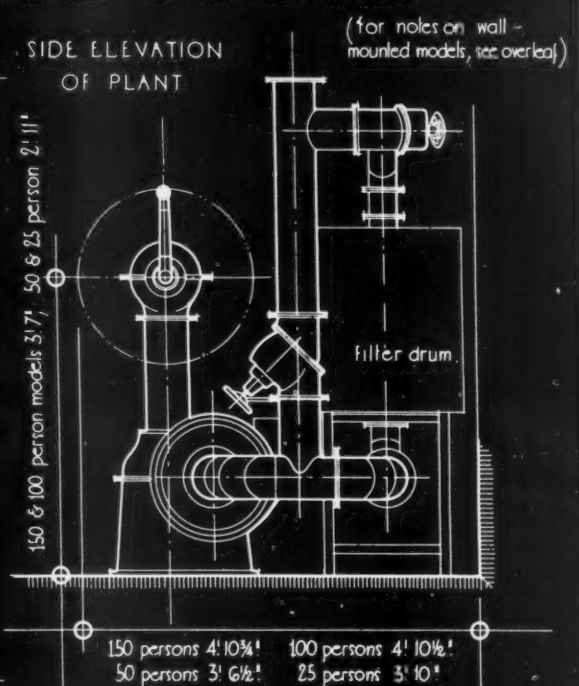 SIDE ELEVATION
OF PLANT
(for notes on wall-
mounted models, see overleaf)
150 & 100 person models 3' 7", 50 & 25 person 2' 11"
filter drum.
150 persons 4' 10¾" 100 persons 4' 10½"
50 persons 3' 6½" 25 persons 3' 10"